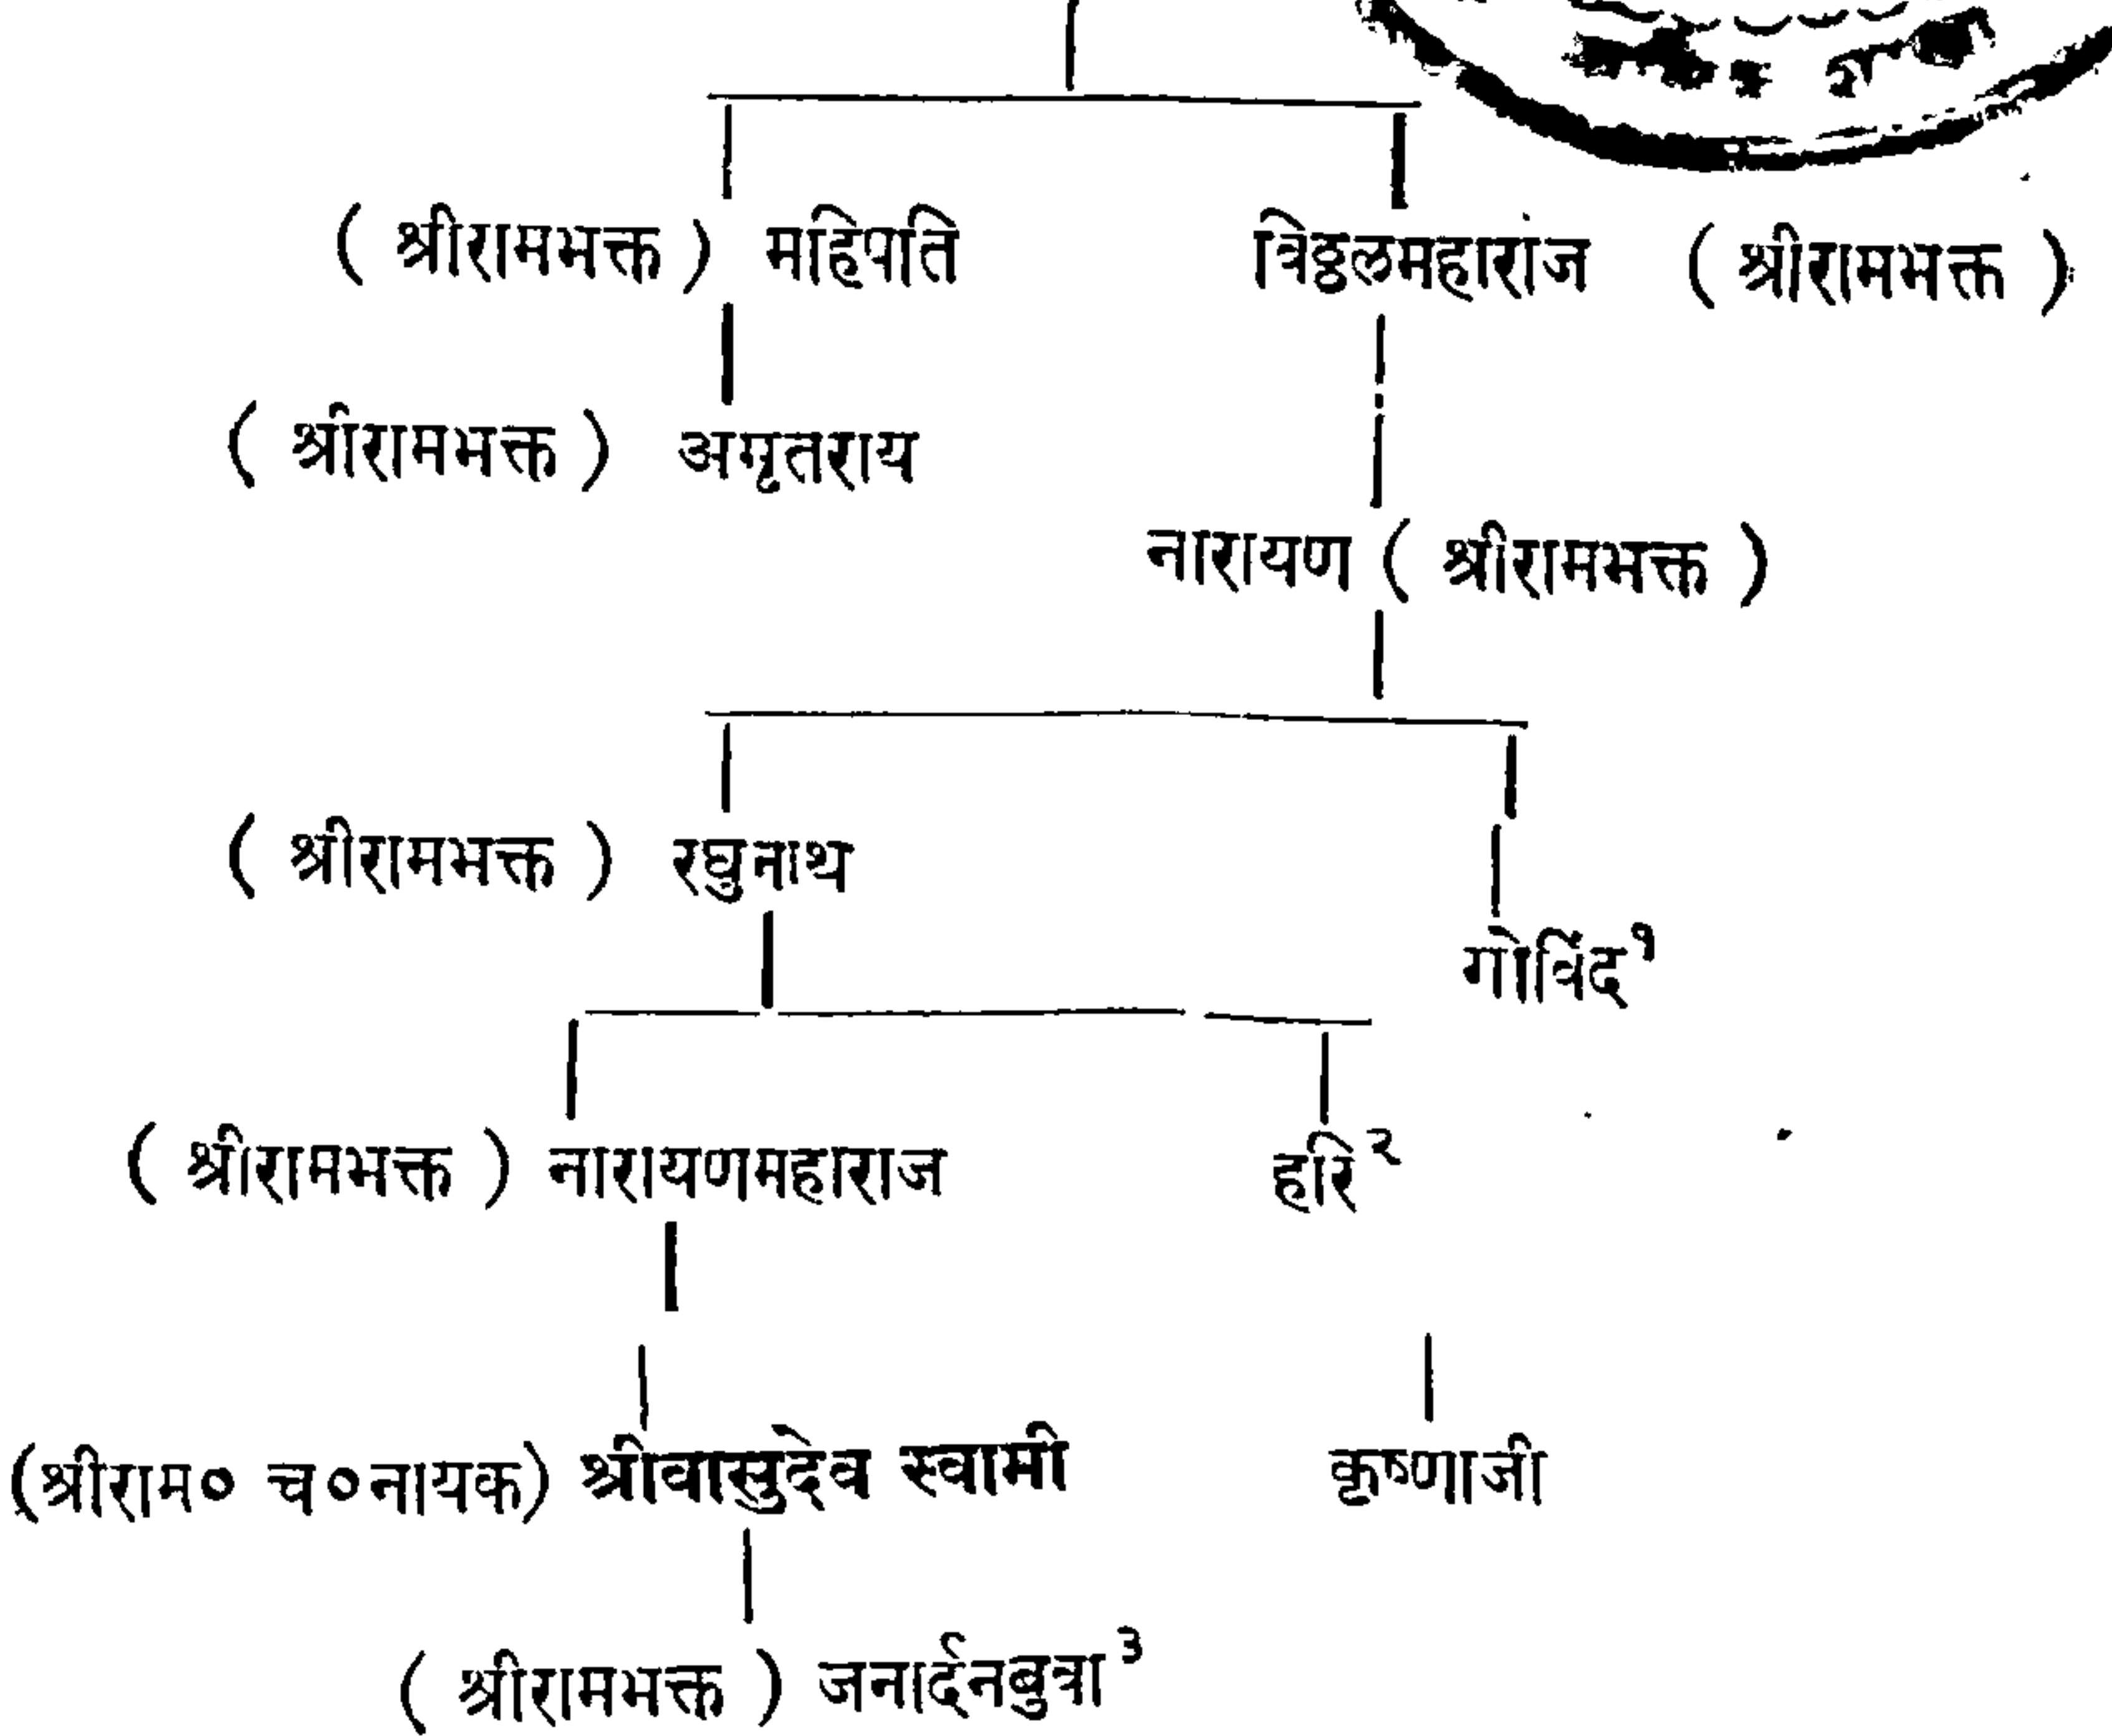 ( श्रीरामभक्त ) महिपति विठ्ठलमहाराज ( श्रीरामभक्त )
( श्रीरामभक्त ) अमृतराय
नारायण ( श्रीरामभक्त )
( श्रीरामभक्त ) रघुनाथ
गोविंद¹
( श्रीरामभक्त ) नारायणमहाराज हरि²
(श्रीराम० च०नायक) श्रीवासुदेव स्वामी कृष्णाजी
( श्रीरामभक्त ) जनार्दनबुवा³